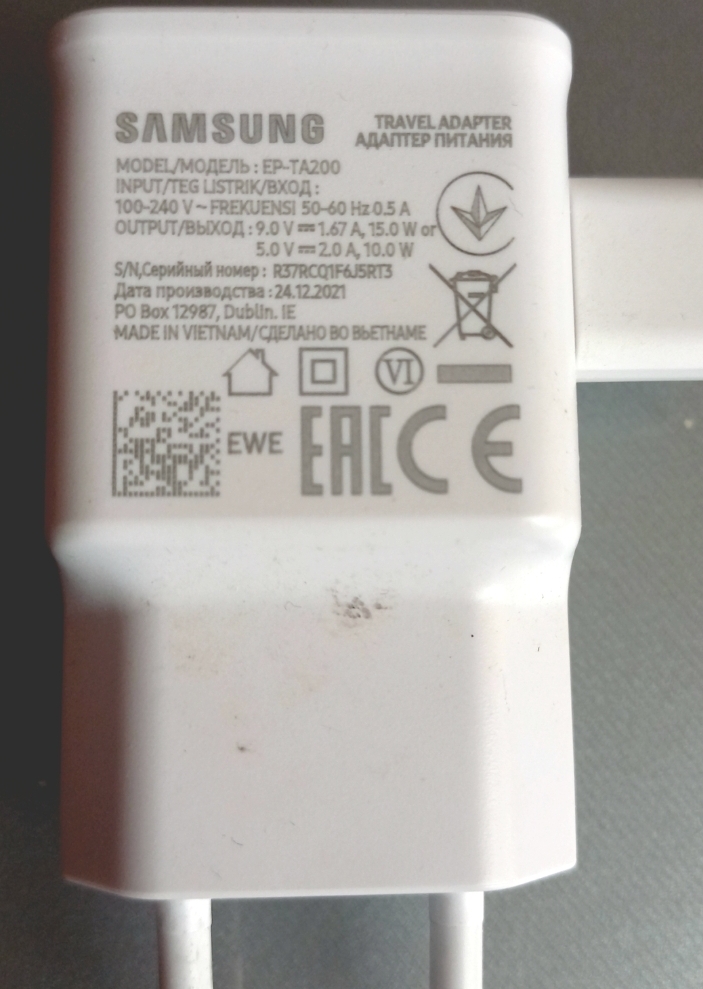 SAMSUNG
TRAVEL ADAPTER
АДАПТЕР ПИТАНИЯ
MODEL/МОДЕЛЬ : EP-TA200
INPUT/TEG LISTRIK/ВХОД :
100-240 V ~ FREKUENSI 50-60 Hz 0.5 A
OUTPUT/ВЫХОД : 9.0 V ⎓ 1.67 A, 15.0 W or
5.0 V ⎓ 2.0 A, 10.0 W
S/N,Серийный номер : R37RCQ1F6J5RT3
Дата производства : 24.12.2021
PO Box 12987, Dublin. IE
MADE IN VIETNAM/СДЕЛАНО ВО ВЬЕТНАМЕ
VI
EWE EAC CE